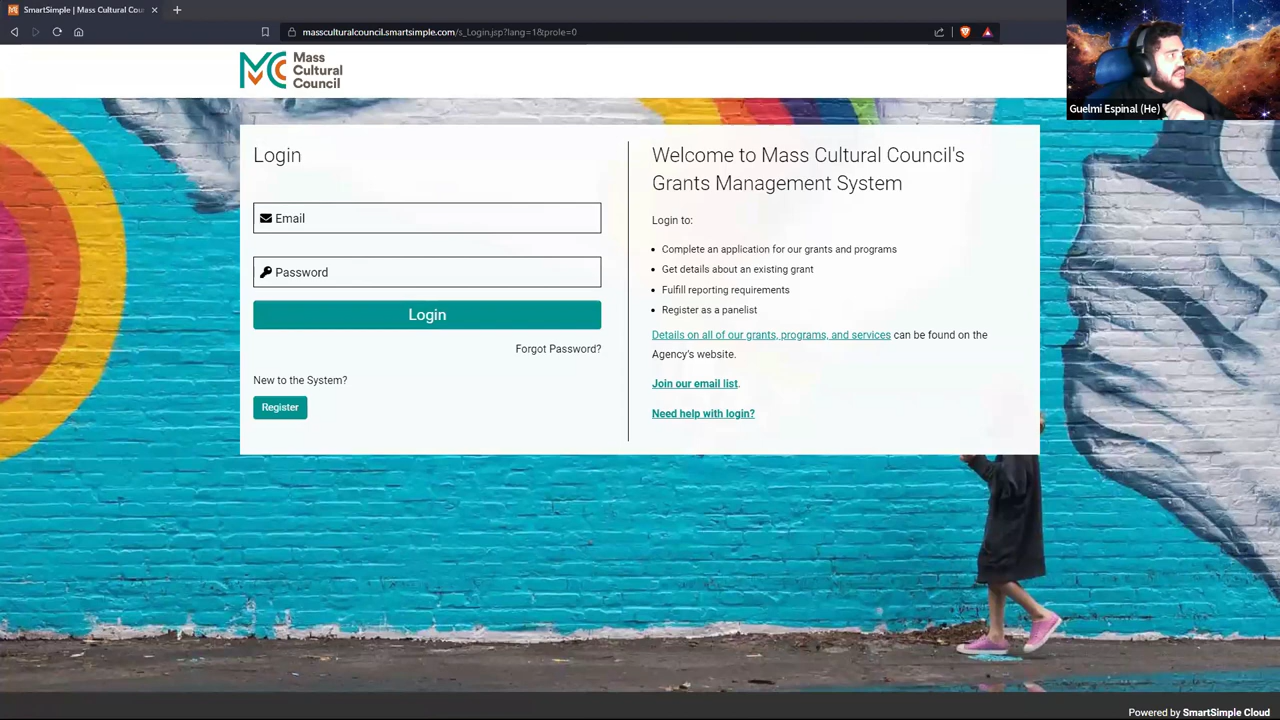 SmartSimple | Mass Cultural Cou
massculturalcouncil.smartsimple.com/s_Login.jsp?lang=1&prole=0
Mass
Cultural
Council
Guelmi Espinal (He)
Login
Email
Password
Login
Forgot Password?
New to the System?
Register
Welcome to Mass Cultural Council's
Grants Management System
Login to:
Complete an application for our grants and programs
Get details about an existing grant
Fulfill reporting requirements
Register as a panelist
Details on all of our grants, programs, and services can be found on the
Agency's website.
Join our email list.
Need help with login?
Powered by SmartSimple Cloud